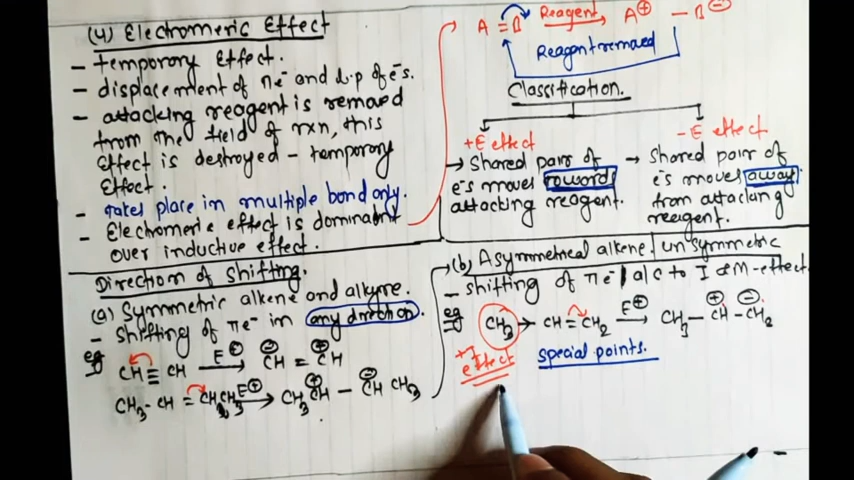 (4) Electromeric Effect
- temporary Effect.
- displacement of πe⁻ and l.p of e⁻s.
- attacking reagent is removed
from the field of rxn, this
Effect is destroyed - temporary
Effect.
- takes place in multiple bond only.
- Electromeric effect is dominant
over inductive effect.
A = B Reagent → A⊕ - B⊖
Reagent removed
Classification.
+E effect
→ Shared pair of
e⁻s moves towards
attacking reagent.
- E effect
→ Shared pair of
e⁻s moves away
from attacking
reagent.
Direction of Shifting.
(a) Symmetric alkene and alkyne.
- shifting of πe⁻ in any direction.
eg
CH ≡ CH E⊕ → ⊖CH = ⊕CH
CH3 - CH = CHCH3 E⊕ → CH3 ⊕CH - ⊖CH CH3
(b) Asymmetrical alkene / unsymmetric
- shifting of πe⁻ a/c to I & M-effect.
eg CH3 → CH = CH2 E⊕ → CH3 - ⊕CH - ⊖CH2
+I effect
special points.